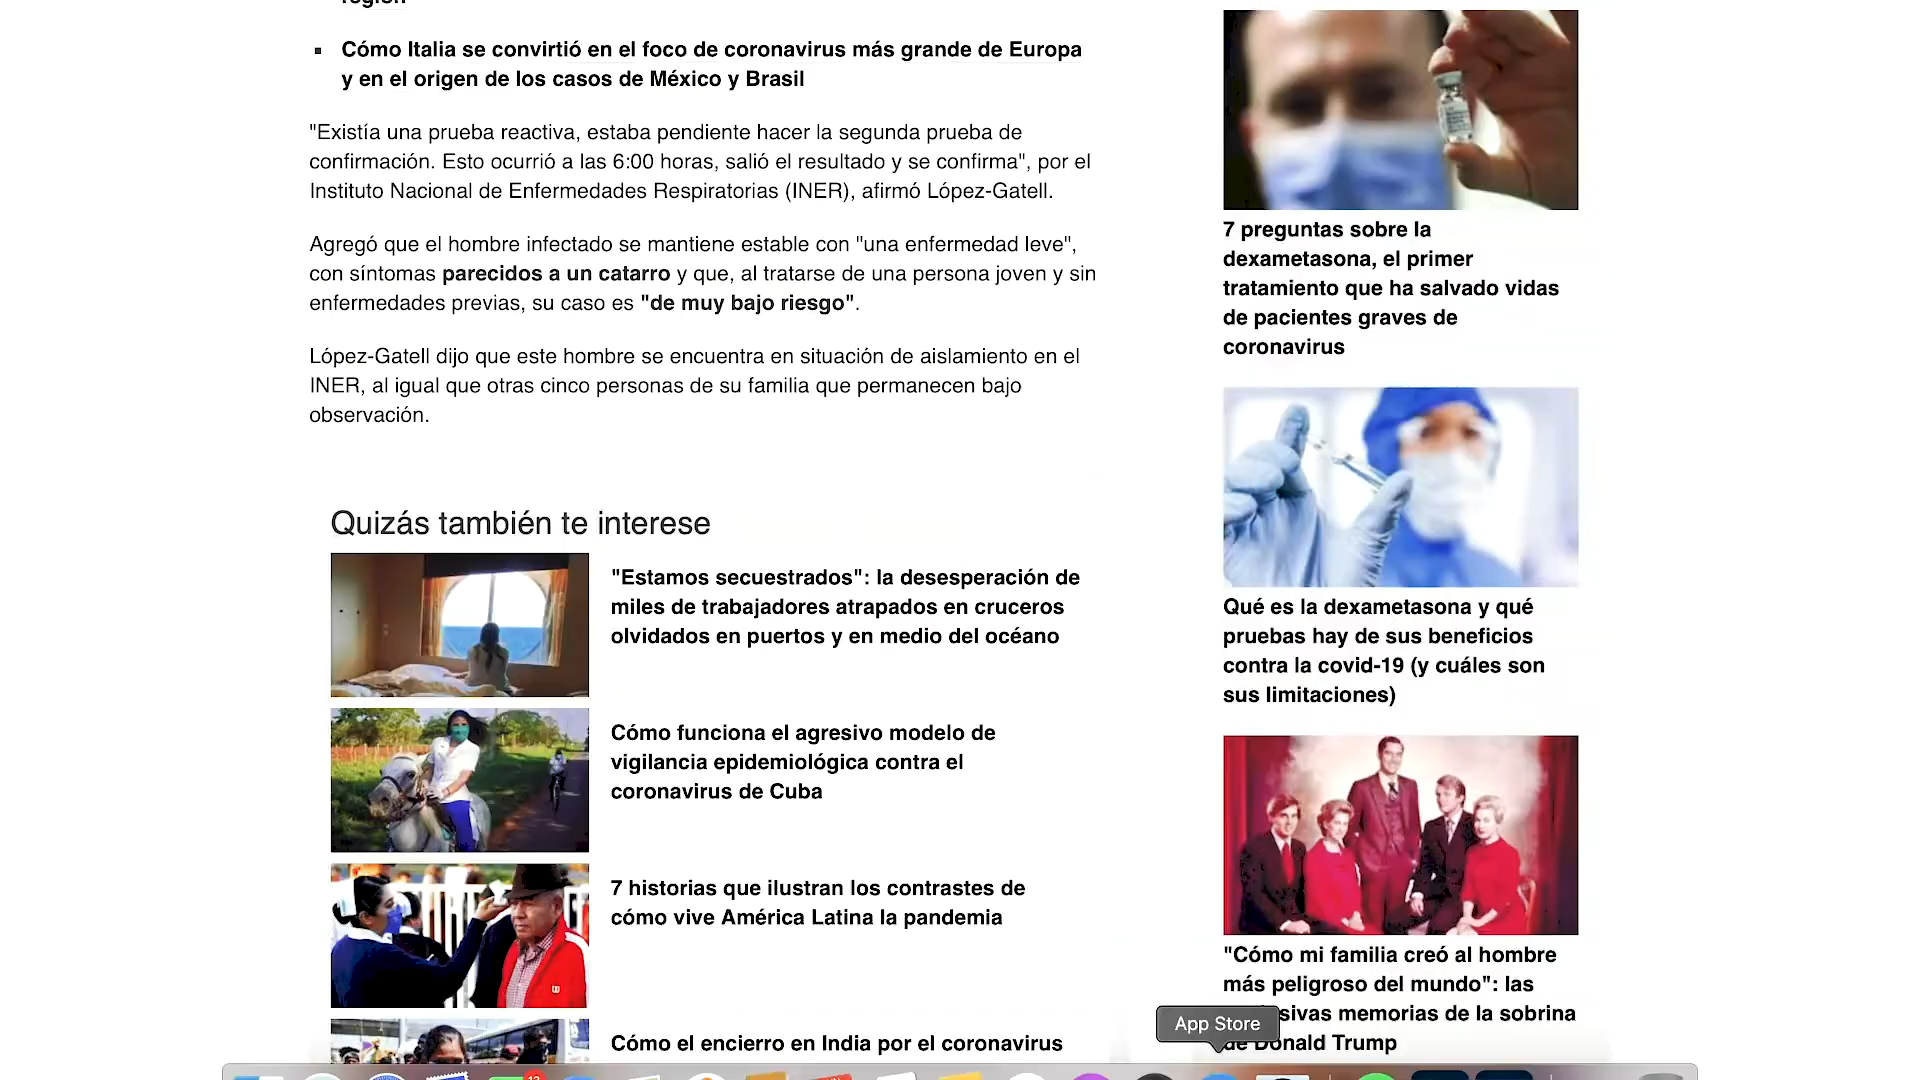 región
▪ Cómo Italia se convirtió en el foco de coronavirus más grande de Europa
y en el origen de los casos de México y Brasil
"Existía una prueba reactiva, estaba pendiente hacer la segunda prueba de
confirmación. Esto ocurrió a las 6:00 horas, salió el resultado y se confirma", por el
Instituto Nacional de Enfermedades Respiratorias (INER), afirmó López-Gatell.
Agregó que el hombre infectado se mantiene estable con "una enfermedad leve",
con síntomas parecidos a un catarro y que, al tratarse de una persona joven y sin
enfermedades previas, su caso es "de muy bajo riesgo".
López-Gatell dijo que este hombre se encuentra en situación de aislamiento en el
INER, al igual que otras cinco personas de su familia que permanecen bajo
observación.
Quizás también te interese
"Estamos secuestrados": la desesperación de
miles de trabajadores atrapados en cruceros
olvidados en puertos y en medio del océano
Cómo funciona el agresivo modelo de
vigilancia epidemiológica contra el
coronavirus de Cuba
7 historias que ilustran los contrastes de
cómo vive América Latina la pandemia
Cómo el encierro en India por el coronavirus
7 preguntas sobre la
dexametasona, el primer
tratamiento que ha salvado vidas
de pacientes graves de
coronavirus
Qué es la dexametasona y qué
pruebas hay de sus beneficios
contra la covid-19 (y cuáles son
sus limitaciones)
"Cómo mi familia creó al hombre
más peligroso del mundo": las
sivas memorias de la sobrina
de Donald Trump
App Store